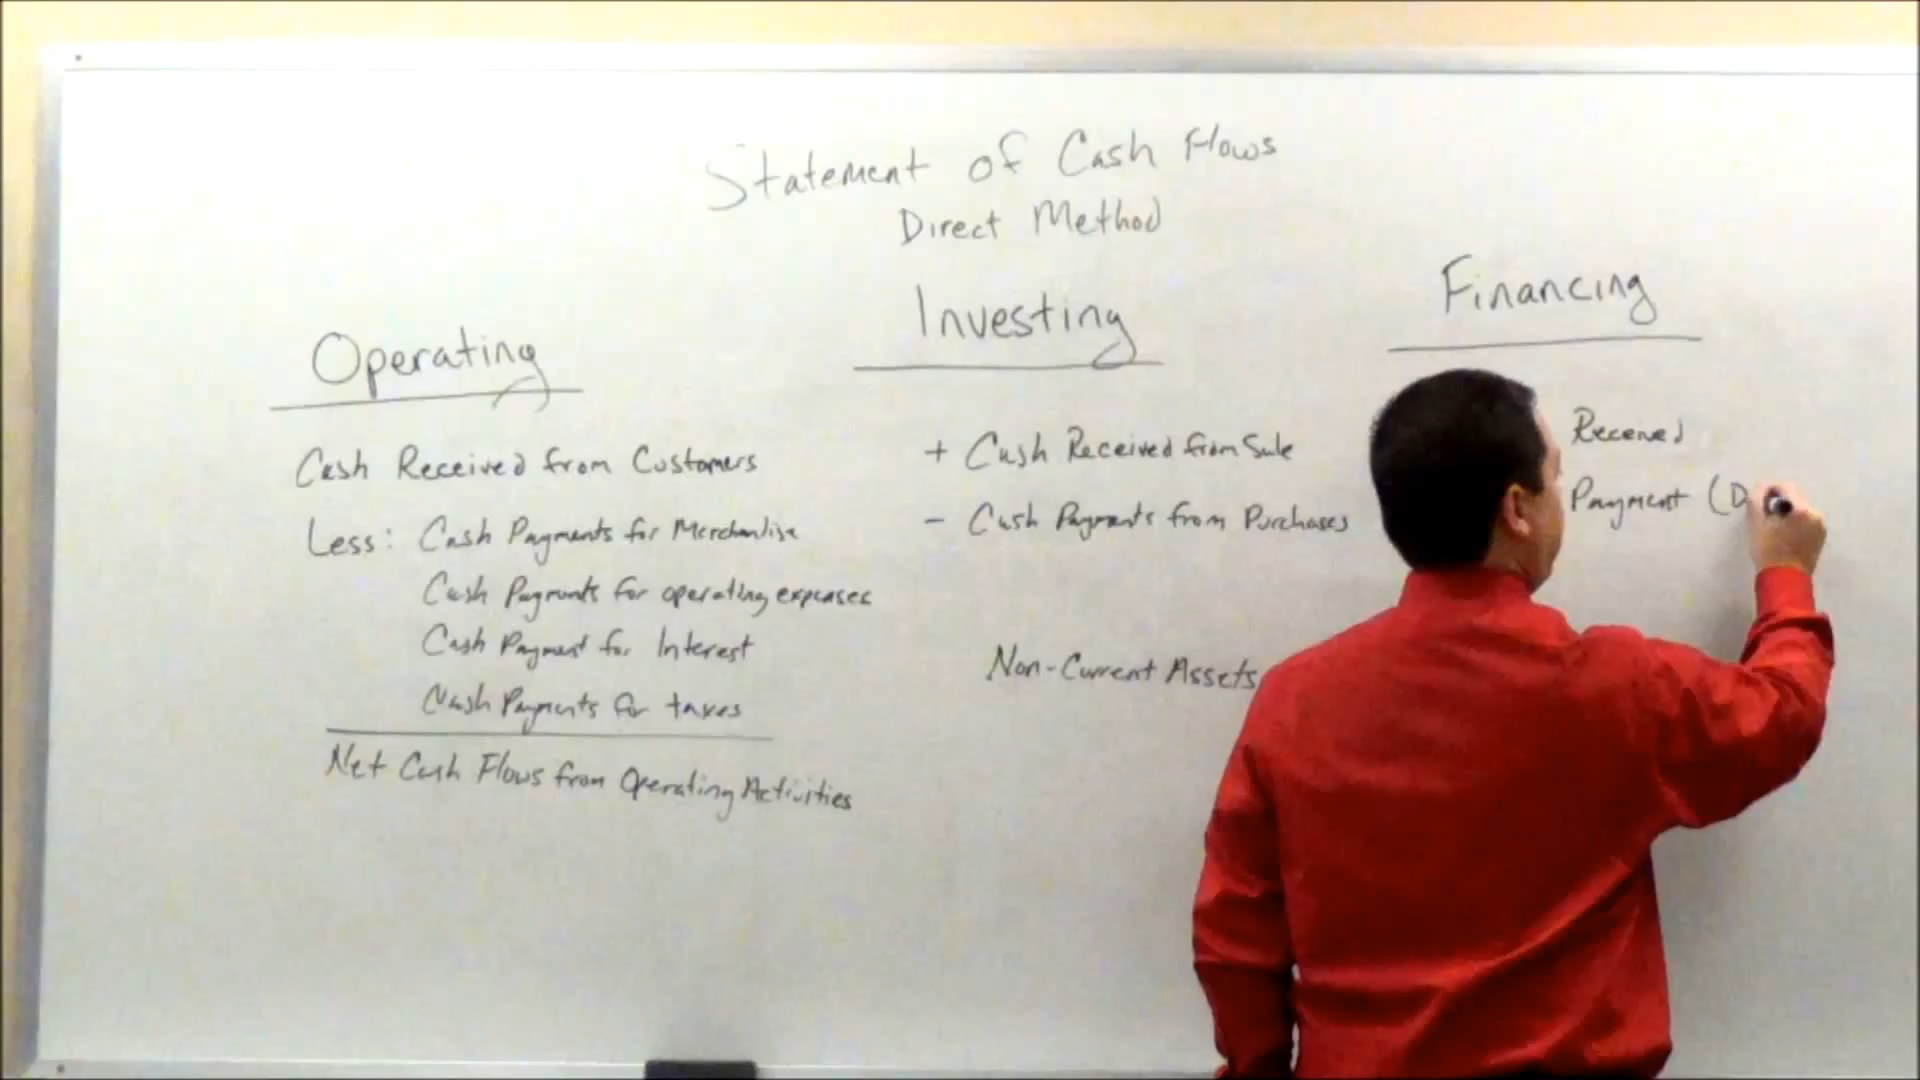 Statement of Cash Flows
Direct Method
Operating
Cash Received from Customers
Less: Cash Payments for Merchandise
Cash Payments for operating expenses
Cash Payment for Interest
Cash Payments for taxes
Net Cash Flows from Operating Activities
Investing
+ Cash Received from Sale
- Cash Payments from Purchases
Non-Current Assets
Financing
Received
Payment (D